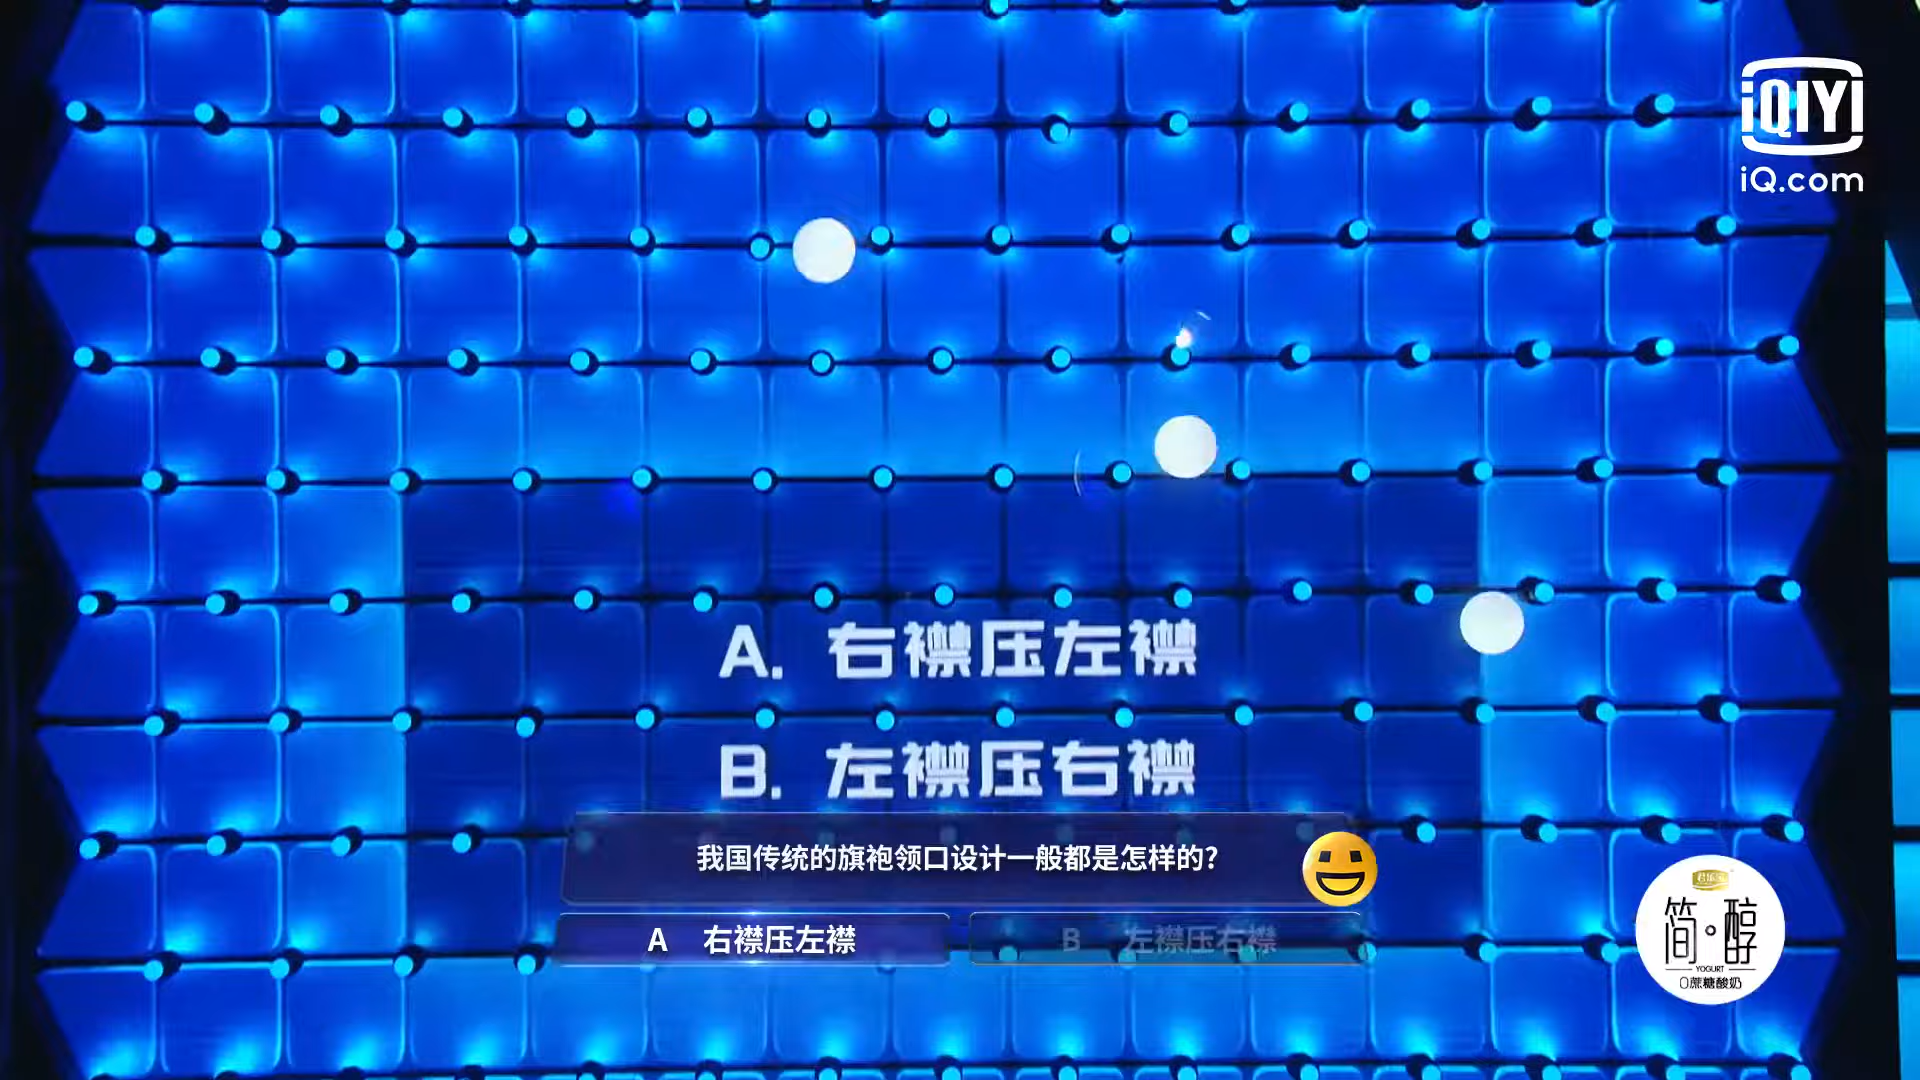 QIYI
iQ.com
A. 右襟压左襟
B. 左襟压右襟
我国传统的旗袍领口设计一般都是怎样的?
A 右襟压左襟
B 左襟压右襟
简醇
YOGURT
0蔗糖酸奶